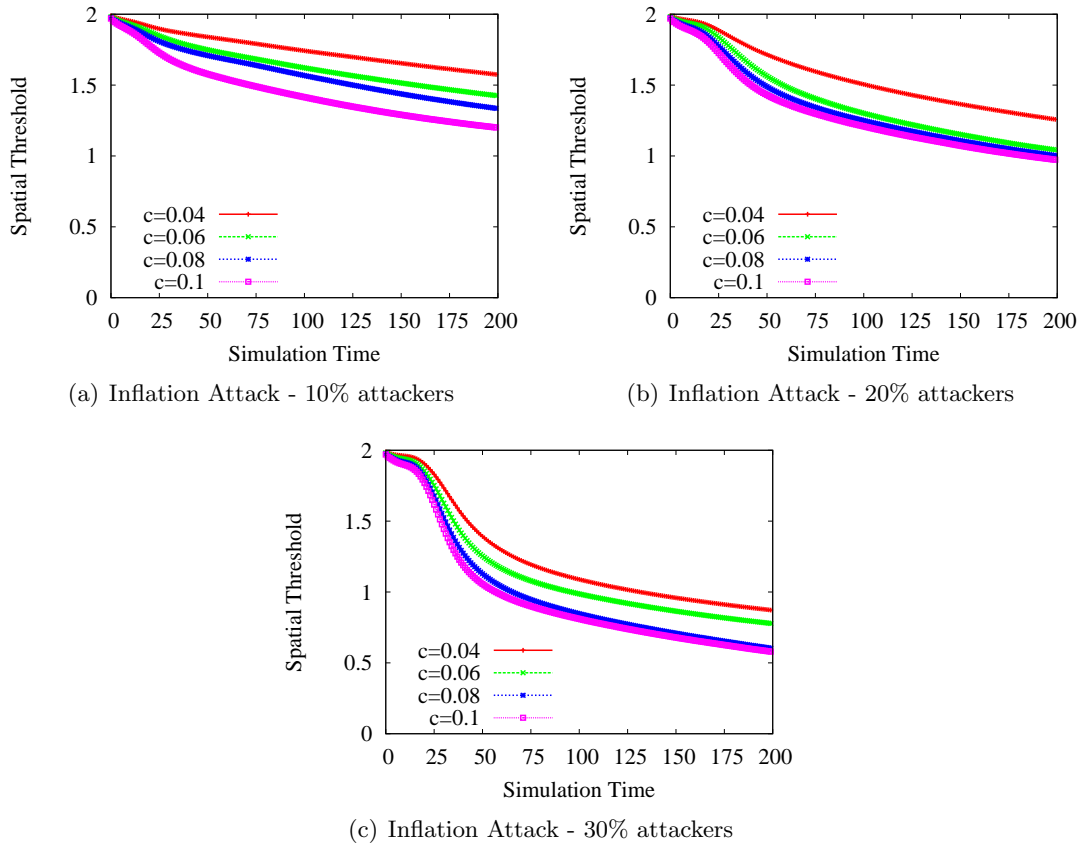 2
1.5
1
0.5
0
Spatial Threshold
c=0.04
c=0.06
c=0.08
c=0.1
0 25 50 75 100 125 150 175 200
Simulation Time
(a) Inflation Attack - 10% attackers
2
1.5
1
0.5
0
Spatial Threshold
c=0.04
c=0.06
c=0.08
c=0.1
0 25 50 75 100 125 150 175 200
Simulation Time
(b) Inflation Attack - 20% attackers
2
1.5
1
0.5
0
Spatial Threshold
c=0.04
c=0.06
c=0.08
c=0.1
0 25 50 75 100 125 150 175 200
Simulation Time
(c) Inflation Attack - 30% attackers